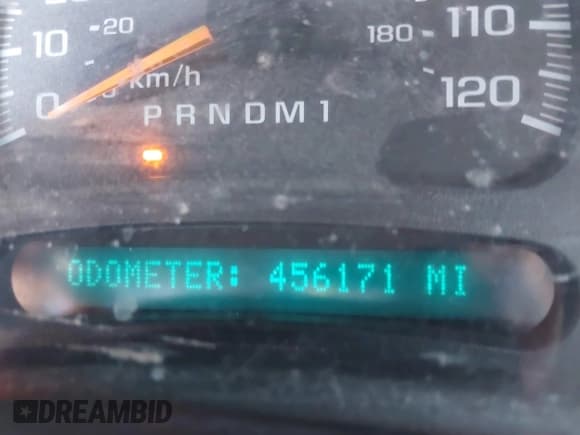 110
10
20
180
km/h
0
120
PRNDM1
ODOMETER: 456171 MI
DREAMBID